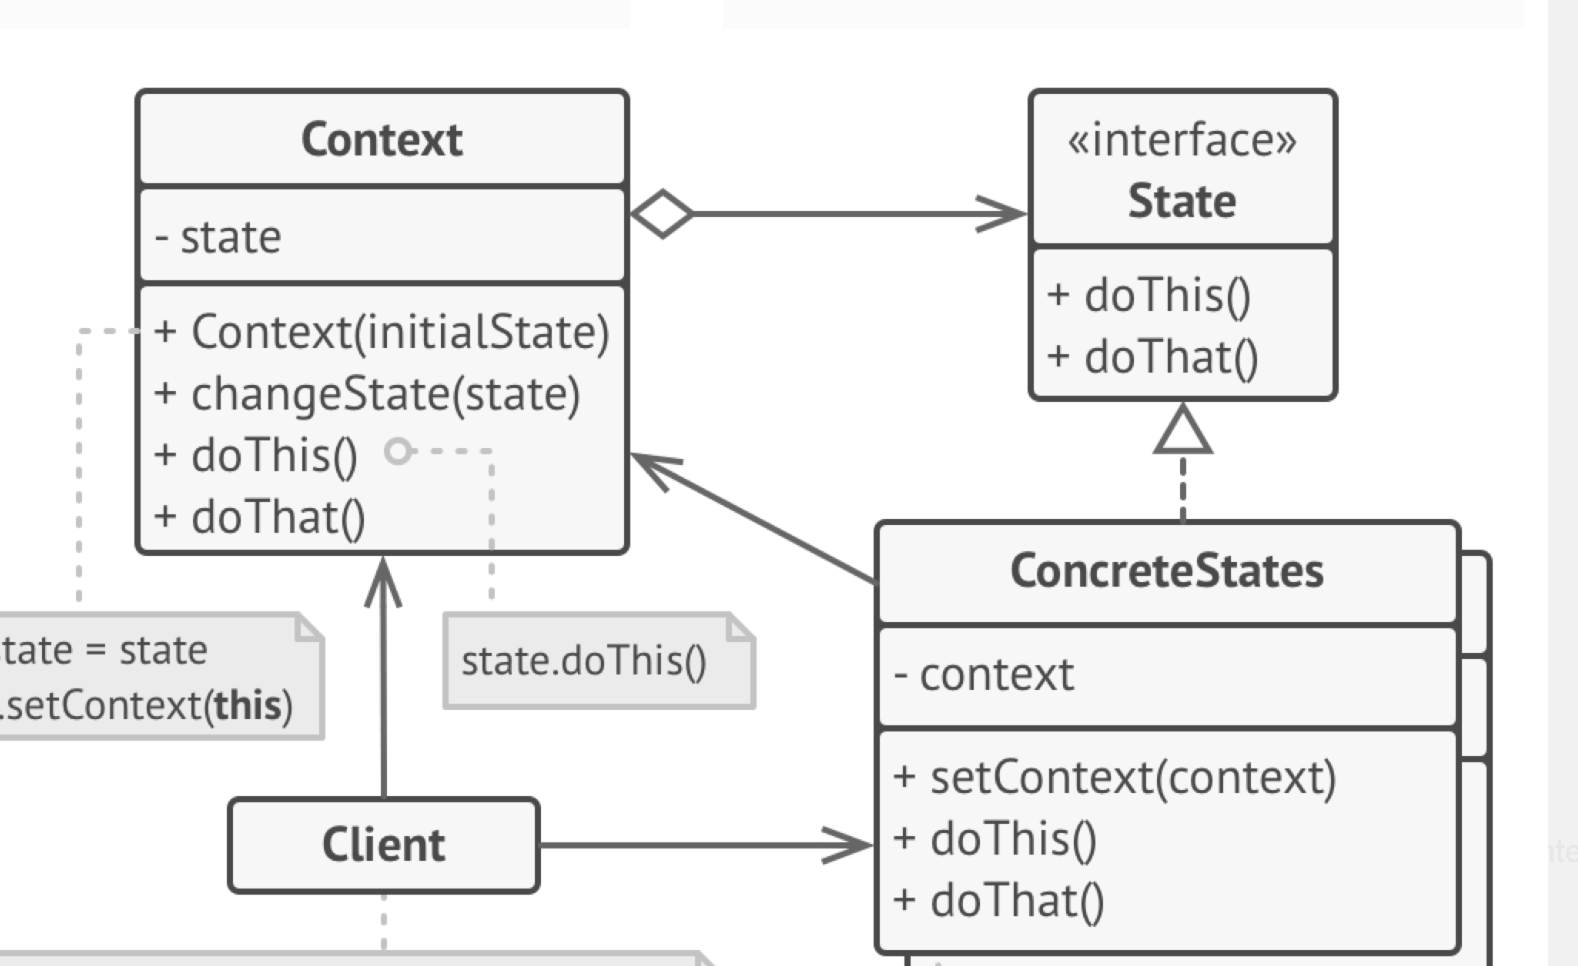 Context
- state
+ Context(initialState)
+ changeState(state)
+ doThis()
+ doThat()
«interface»
State
+ doThis()
+ doThat()
= state
.setContext(this)
state.doThis()
ConcreteStates
- context
+ setContext(context)
+ doThis()
+ doThat()
Client